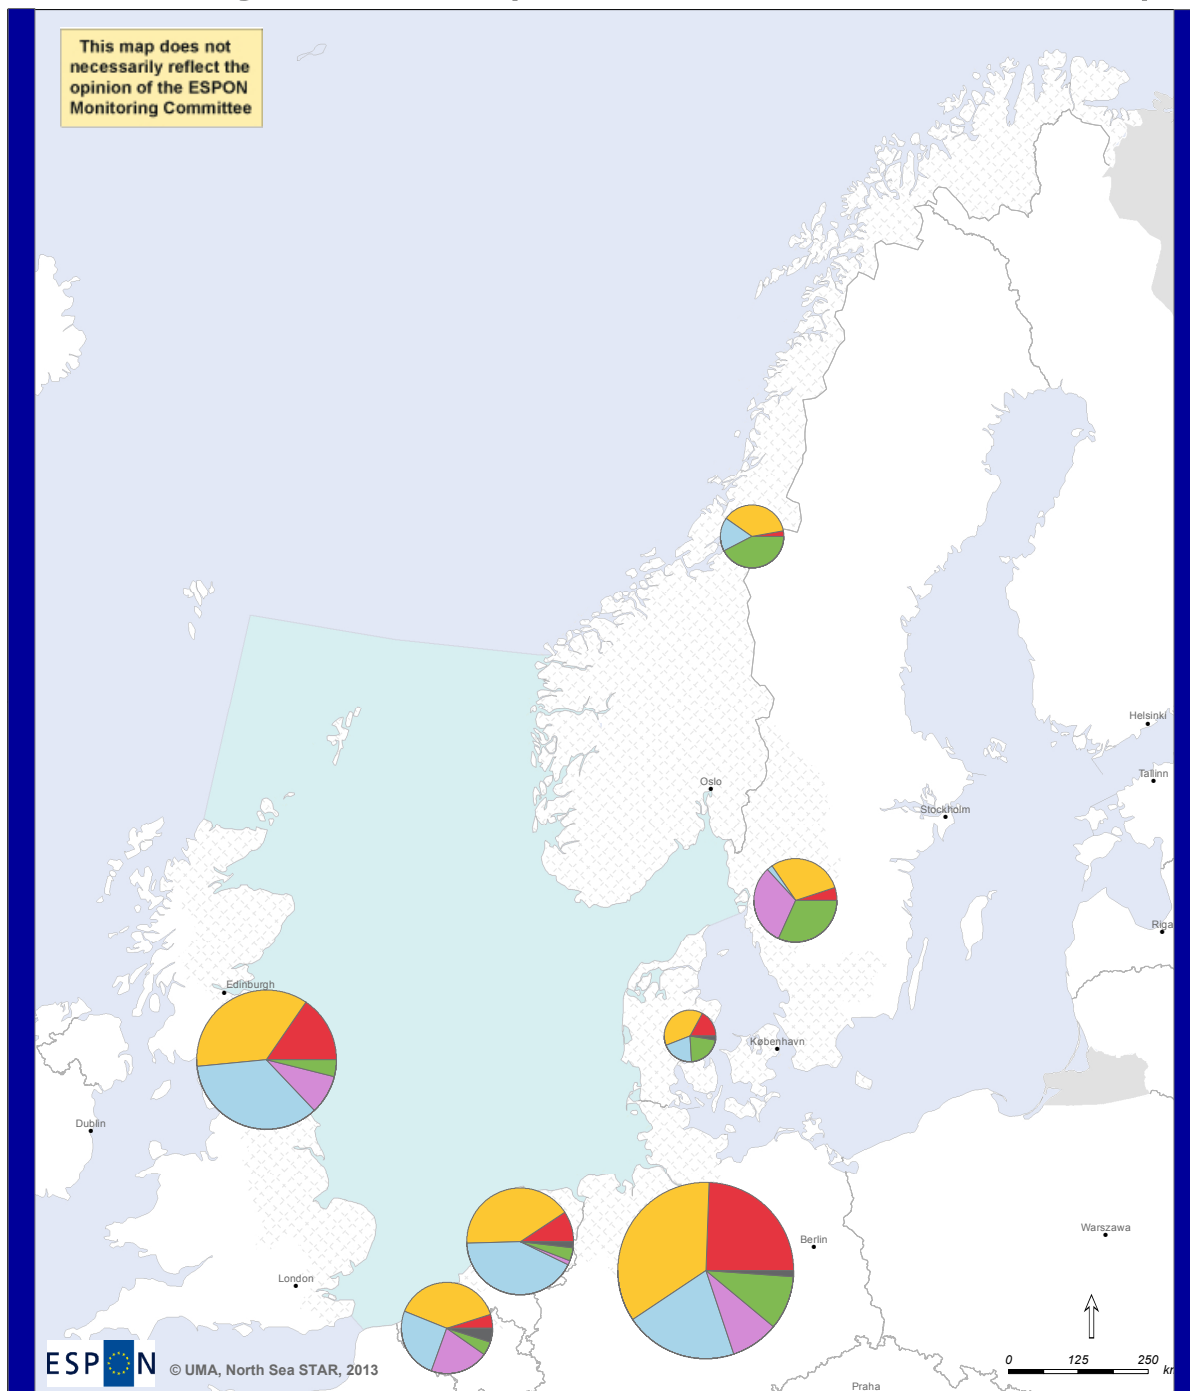 This map does not
necessarily reflect the
opinion of the ESPON
Monitoring Committee
Helsinki
Tallinn
Oslo
Stockholm
Riga
Edinburgh
København
Dublin
Warszawa
Berlin
London
ESPON
© UMA, North Sea STAR, 2013
0 125 250
Praha